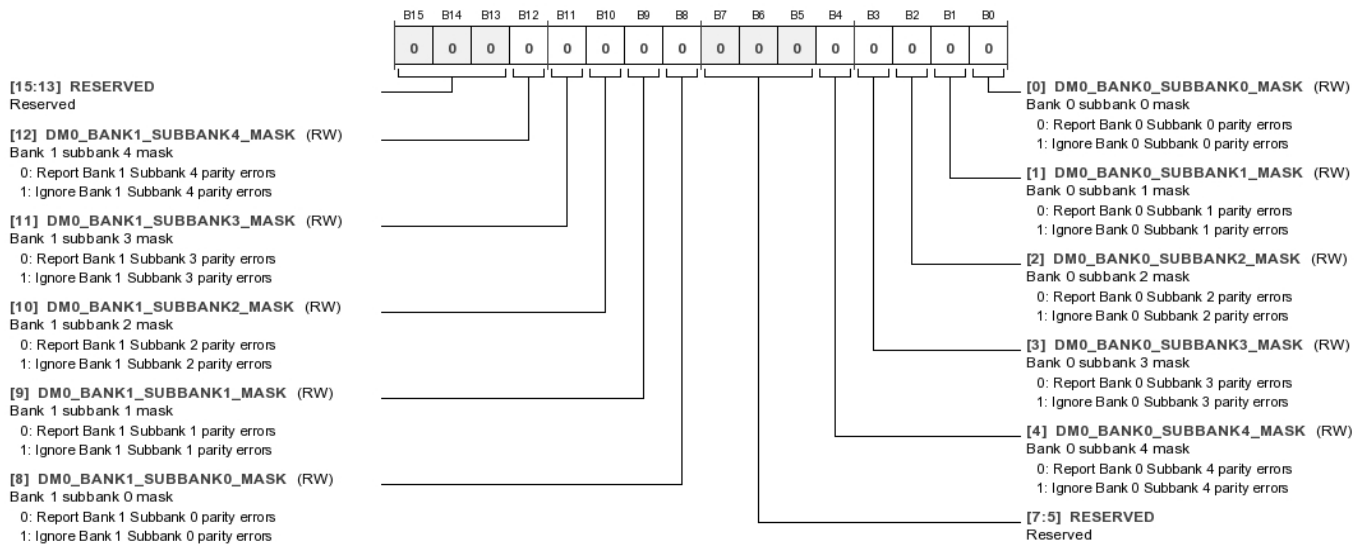 B15 B14 B13 B12 B11 B10 B9 B8 B7 B6 B5 B4 B3 B2 B1 B0
0 0 0 0 0 0 0 0 0 0 0 0 0 0 0 0
[15:13] RESERVED
Reserved
[12] DM0_BANK1_SUBBANK4_MASK (RW)
Bank 1 subbank 4 mask
0: Report Bank 1 Subbank 4 parity errors
1: Ignore Bank 1 Subbank 4 parity errors
[11] DM0_BANK1_SUBBANK3_MASK (RW)
Bank 1 subbank 3 mask
0: Report Bank 1 Subbank 3 parity errors
1: Ignore Bank 1 Subbank 3 parity errors
[10] DM0_BANK1_SUBBANK2_MASK (RW)
Bank 1 subbank 2 mask
0: Report Bank 1 Subbank 2 parity errors
1: Ignore Bank 1 Subbank 2 parity errors
[9] DM0_BANK1_SUBBANK1_MASK (RW)
Bank 1 subbank 1 mask
0: Report Bank 1 Subbank 1 parity errors
1: Ignore Bank 1 Subbank 1 parity errors
[8] DM0_BANK1_SUBBANK0_MASK (RW)
Bank 1 subbank 0 mask
0: Report Bank 1 Subbank 0 parity errors
1: Ignore Bank 1 Subbank 0 parity errors
[0] DM0_BANK0_SUBBANK0_MASK (RW)
Bank 0 subbank 0 mask
0: Report Bank 0 Subbank 0 parity errors
1: Ignore Bank 0 Subbank 0 parity errors
[1] DM0_BANK0_SUBBANK1_MASK (RW)
Bank 0 subbank 1 mask
0: Report Bank 0 Subbank 1 parity errors
1: Ignore Bank 0 Subbank 1 parity errors
[2] DM0_BANK0_SUBBANK2_MASK (RW)
Bank 0 subbank 2 mask
0: Report Bank 0 Subbank 2 parity errors
1: Ignore Bank 0 Subbank 2 parity errors
[3] DM0_BANK0_SUBBANK3_MASK (RW)
Bank 0 subbank 3 mask
0: Report Bank 0 Subbank 3 parity errors
1: Ignore Bank 0 Subbank 3 parity errors
[4] DM0_BANK0_SUBBANK4_MASK (RW)
Bank 0 subbank 4 mask
0: Report Bank 0 Subbank 4 parity errors
1: Ignore Bank 0 Subbank 4 parity errors
[7:5] RESERVED
Reserved